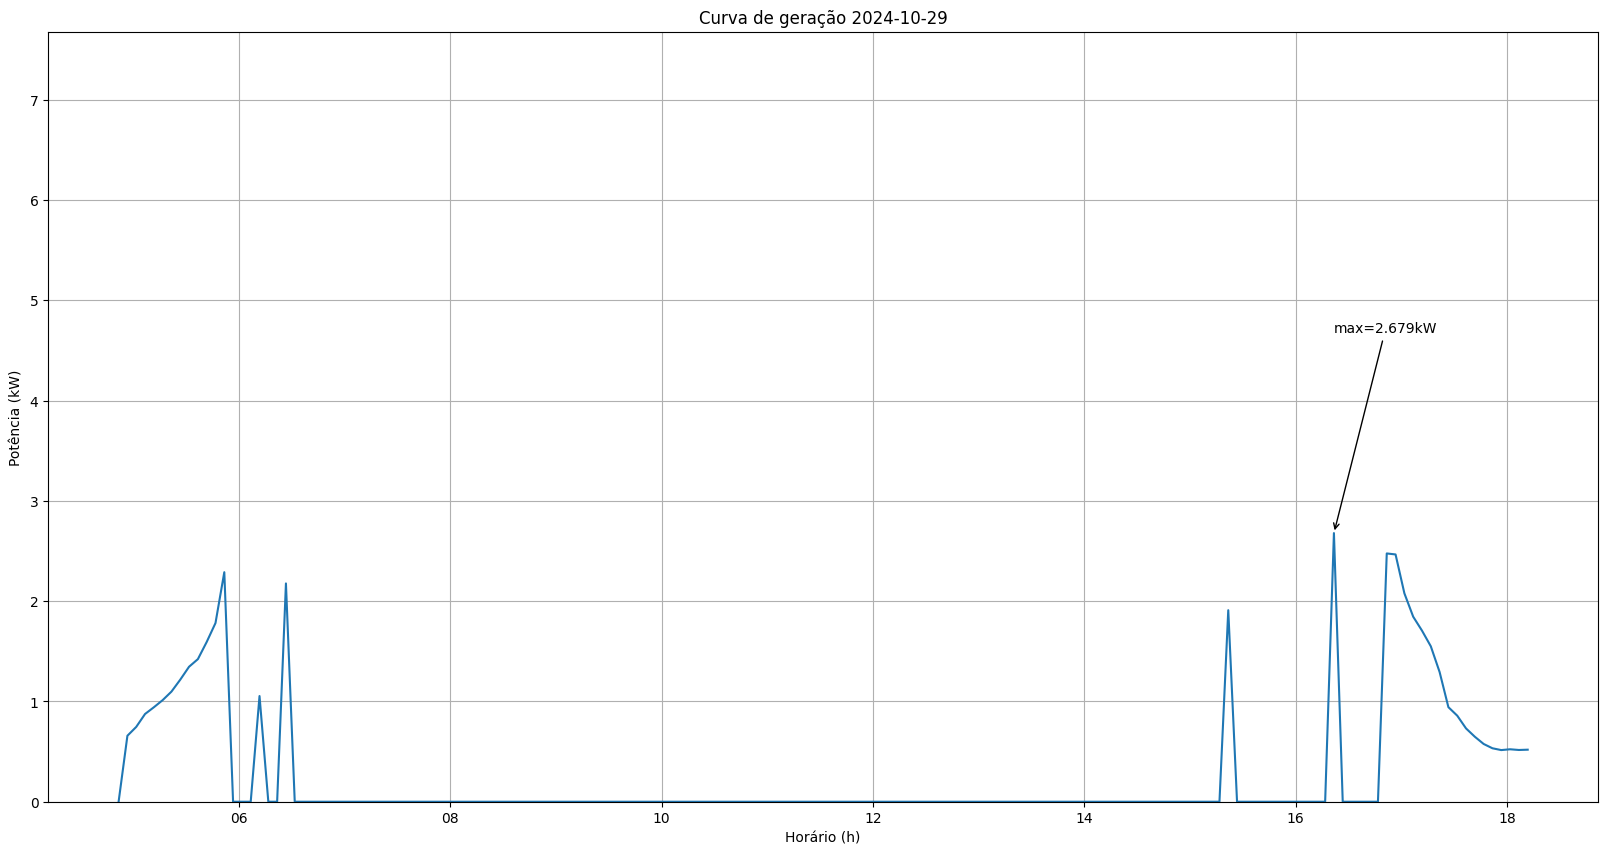 Curva de geração 2024-10-29
7
6
5
max=2.679kW
4
Potência (kW)
3
2
1
0
06 08 10 12 14 16 18
Horário (h)